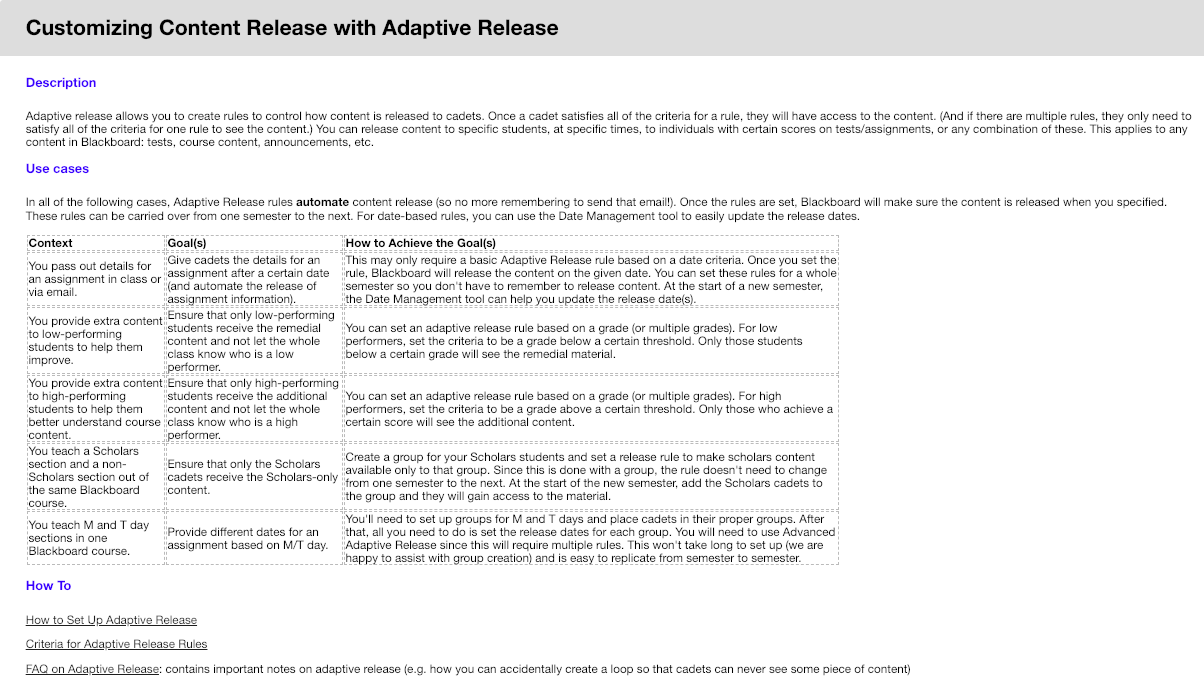 Customizing Content Release with Adaptive Release
Description
Adaptive release allows you to create rules to control how content is released to cadets. Once a cadet satisfies all of the criteria for a rule, they will have access to the content. (And if there are multiple rules, they only need to
satisfy all of the criteria for one rule to see the content.) You can release content to specific students, at specific times, to individuals with certain scores on tests/assignments, or any combination of these. This applies to any
content in Blackboard: tests, course content, announcements, etc.
Use cases
In all of the following cases, Adaptive Release rules automate content release (so no more remembering to send that email!). Once the rules are set, Blackboard will make sure the content is released when you specified.
These rules can be carried over from one semester to the next. For date-based rules, you can use the Date Management tool to easily update the release dates.
Context
Goal(s)
How to Achieve the Goal(s)
You pass out details for
an assignment in class or
via email.
Give cadets the details for an
assignment after a certain date
(and automate the release of
assignment information).
This may only require a basic Adaptive Release rule based on a date criteria. Once you set the
rule, Blackboard will release the content on the given date. You can set these rules for a whole
semester so you don't have to remember to release content. At the start of a new semester,
the Date Management tool can help you update the release date(s).
You provide extra content
to low-performing
students to help them
improve.
Ensure that only low-performing
students receive the remedial
content and not let the whole
class know who is a low
performer.
You can set an adaptive release rule based on a grade (or multiple grades). For low
performers, set the criteria to be a grade below a certain threshold. Only those students
below a certain grade will see the remedial material.
You provide extra content
to high-performing
students to help them
better understand course
content.
Ensure that only high-performing
students receive the additional
content and not let the whole
class know who is a high
performer.
You can set an adaptive release rule based on a grade (or multiple grades). For high
performers, set the criteria to be a grade above a certain threshold. Only those who achieve a
certain score will see the additional content.
You teach a Scholars
section and a non-
Scholars section out of
the same Blackboard
course.
Ensure that only the Scholars
cadets receive the Scholars-only
content.
Create a group for your Scholars students and set a release rule to make scholars content
available only to that group. Since this is done with a group, the rule doesn't need to change
from one semester to the next. At the start of the new semester, add the Scholars cadets to
the group and they will gain access to the material.
You teach M and T day
sections in one
Blackboard course.
Provide different dates for an
assignment based on M/T day.
You'll need to set up groups for M and T days and place cadets in their proper groups. After
that, all you need to do is set the release dates for each group. You will need to use Advanced
Adaptive Release since this will require multiple rules. This won't take long to set up (we are
happy to assist with group creation) and is easy to replicate from semester to semester.
How To
How to Set Up Adaptive Release
Criteria for Adaptive Release Rules
FAQ on Adaptive Release: contains important notes on adaptive release (e.g. how you can accidentally create a loop so that cadets can never see some piece of content)